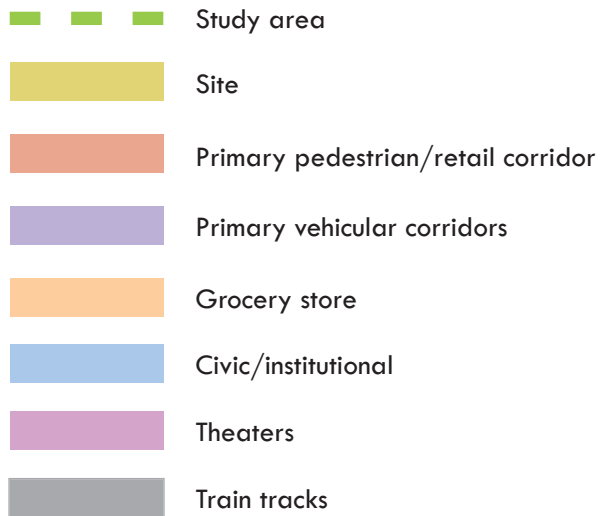 Study area
Site
Primary pedestrian/retail corridor
Primary vehicular corridors
Grocery store
Civic/institutional
Theaters
Train tracks